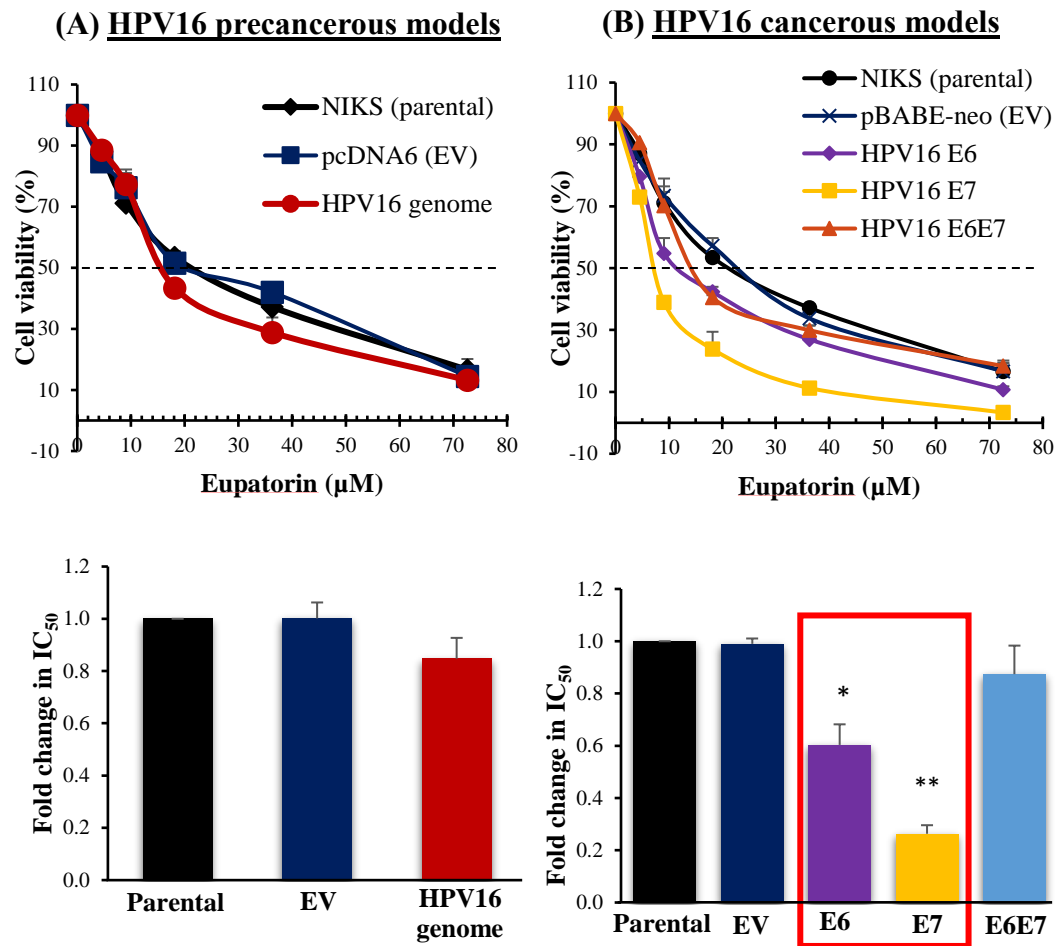 (A) HPV16 precancerous models
110
90
70
50
30
10
-10
Cell viability (%)
NIKS (parental)
pcDNA6 (EV)
HPV16 genome
0 10 20 30 40 50 60 70 80
Eupatorin (µM)
(B) HPV16 cancerous models
110
90
70
50
30
10
-10
Cell viability (%)
NIKS (parental)
pBABE-neo (EV)
HPV16 E6
HPV16 E7
HPV16 E6E7
0 10 20 30 40 50 60 70 80
Eupatorin (µM)
1.2
1.0
0.8
0.6
0.4
0.2
0.0
Fold change in IC50
Parental EV HPV16
genome
1.2
1.0
0.8
0.6
0.4
0.2
0.0
Fold change in IC50
*
**
Parental EV E6 E7 E6E7